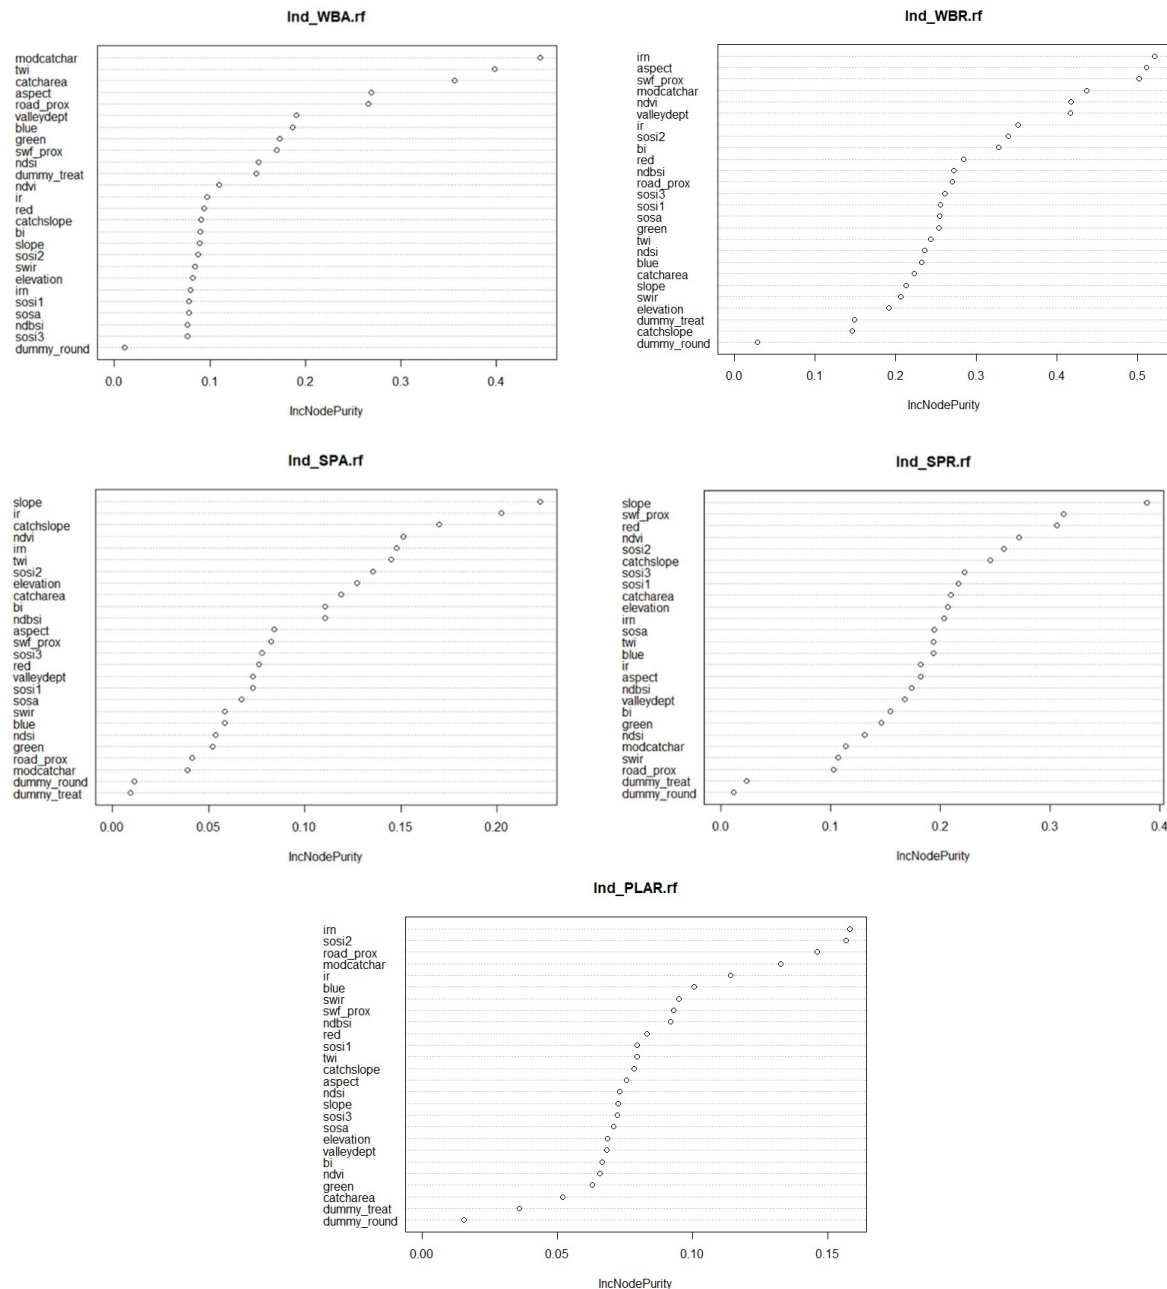 Ind_WBA.rf
modcatchar
twi
catcharea
aspect
road_prox
valleydept
blue
green
swf_prox
ndsi
dummy_treat
ndvi
ir
red
catchslope
bi
slope
sosi2
swir
elevation
irn
sosi1
sosa
ndbsi
sosi3
dummy_round
0.0 0.1 0.2 0.3 0.4
IncNodePurity
Ind_WBR.rf
irn
aspect
swf_prox
modcatchar
ndvi
valleydept
ir
sosi2
bi
red
ndbsi
road_prox
sosi3
sosi1
sosa
green
twi
ndsi
blue
catcharea
slope
swir
elevation
dummy_treat
catchslope
dummy_round
0.0 0.1 0.2 0.3 0.4 0.5
IncNodePurity
Ind_SPA.rf
slope
ir
catchslope
ndvi
irn
twi
sosi2
elevation
catcharea
bi
ndbsi
aspect
swf_prox
sosi3
red
valleydept
sosi1
sosa
swir
blue
ndsi
green
road_prox
modcatchar
dummy_round
dummy_treat
0.00 0.05 0.10 0.15 0.20
IncNodePurity
Ind_SPR.rf
slope
swf_prox
red
ndvi
sosi2
catchslope
sosi3
sosi1
catcharea
elevation
irn
sosa
twi
blue
ir
aspect
ndbsi
valleydept
bi
green
ndsi
modcatchar
swir
road_prox
dummy_treat
dummy_round
0.0 0.1 0.2 0.3 0.4
IncNodePurity
Ind_PLAR.rf
irn
sosi2
road_prox
modcatchar
ir
blue
swir
swf_prox
ndbsi
red
sosi1
twi
catchslope
aspect
ndsi
slope
sosi3
sosa
elevation
valleydept
bi
ndvi
green
catcharea
dummy_treat
dummy_round
0.00 0.05 0.10 0.15
IncNodePurity